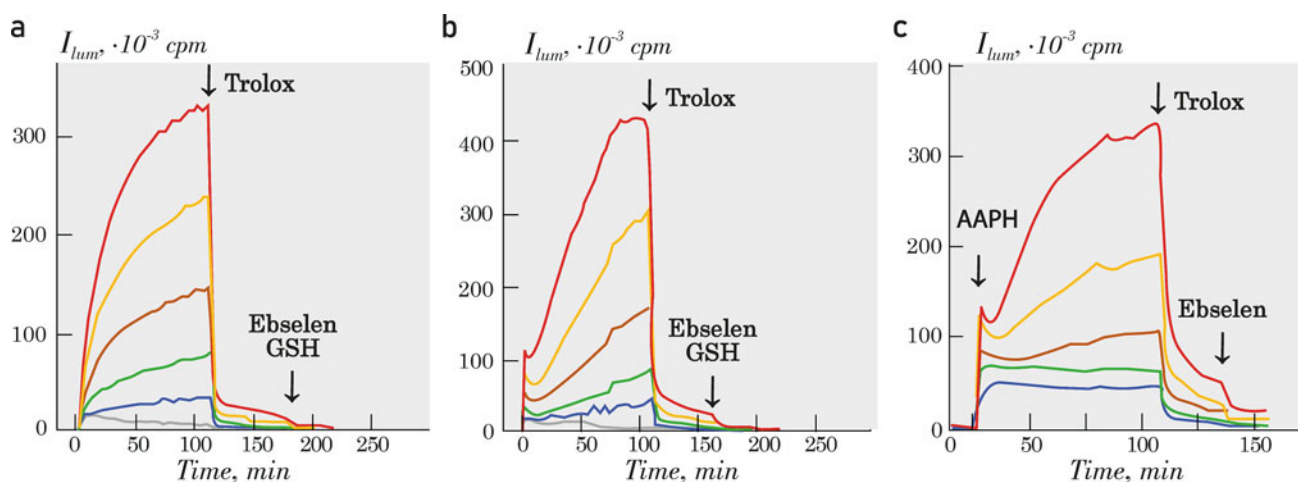 a
I_lum, ·10⁻³ cpm
Trolox
300
200
100
0
Ebselen
GSH
0 50 100 150 200 250
Time, min
b
I_lum, ·10⁻³ cpm
500
400
300
200
100
0
Trolox
Ebselen
GSH
0 50 100 150 200 250
Time, min
c
I_lum, ·10⁻³ cpm
400
300
200
100
0
Trolox
AAPH
Ebselen
0 50 100 150
Time, min